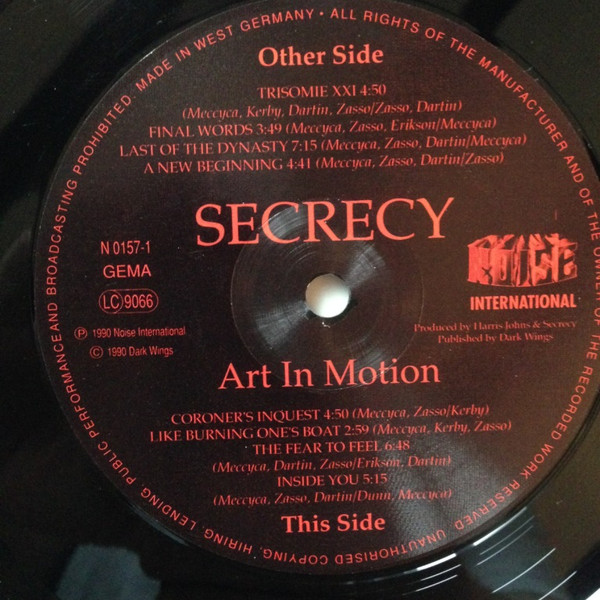 MADE IN WEST GERMANY • ALL RIGHTS OF THE MANUFACTURER AND OF THE OWNER OF THE RECORDED WORK RESERVED. UNAUTHORISED COPYING, HIRING, LENDING, PUBLIC PERFORMANCE AND BROADCASTING PROHIBITED.
Other Side
TRISOMIE XXI 4:50
(Meccyca, Kerby, Dartin, Zasso/Zasso, Dartin)
FINAL WORDS 3:49 (Meccyca, Zasso, Erikson/Meccyca)
LAST OF THE DYNASTY 7:15 (Meccyca, Zasso, Dartin/Meccyca)
A NEW BEGINNING 4:41 (Meccyca, Zasso, Dartin/Zasso)
SECRECY
N 0157-1
GEMA
LC 9066
Ⓟ 1990 Noise International
© 1990 Dark Wings
NOISE
INTERNATIONAL
Produced by Harris Johns & Secrecy
Published by Dark Wings
Art In Motion
CORONER'S INQUEST 4:50 (Meccyca, Zasso/Kerby)
LIKE BURNING ONE'S BOAT 2:59 (Meccyca, Kerby, Zasso)
THE FEAR TO FEEL 6:48
(Meccyca, Dartin, Zasso/Erikson, Dartin)
INSIDE YOU 5:15
(Meccyca, Zasso, Dartin/Dunn, Meccyca)
This Side